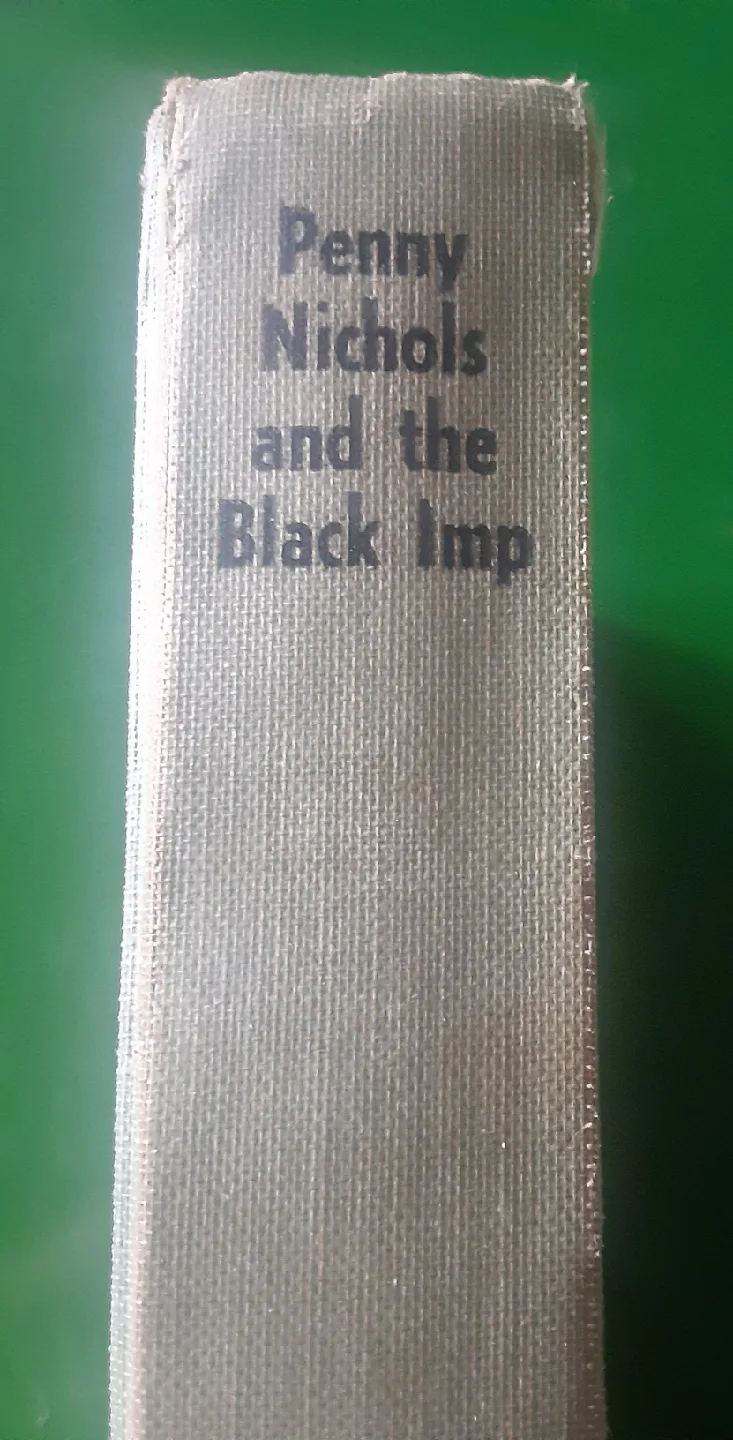 Penny
Nichols
and the
Black Imp